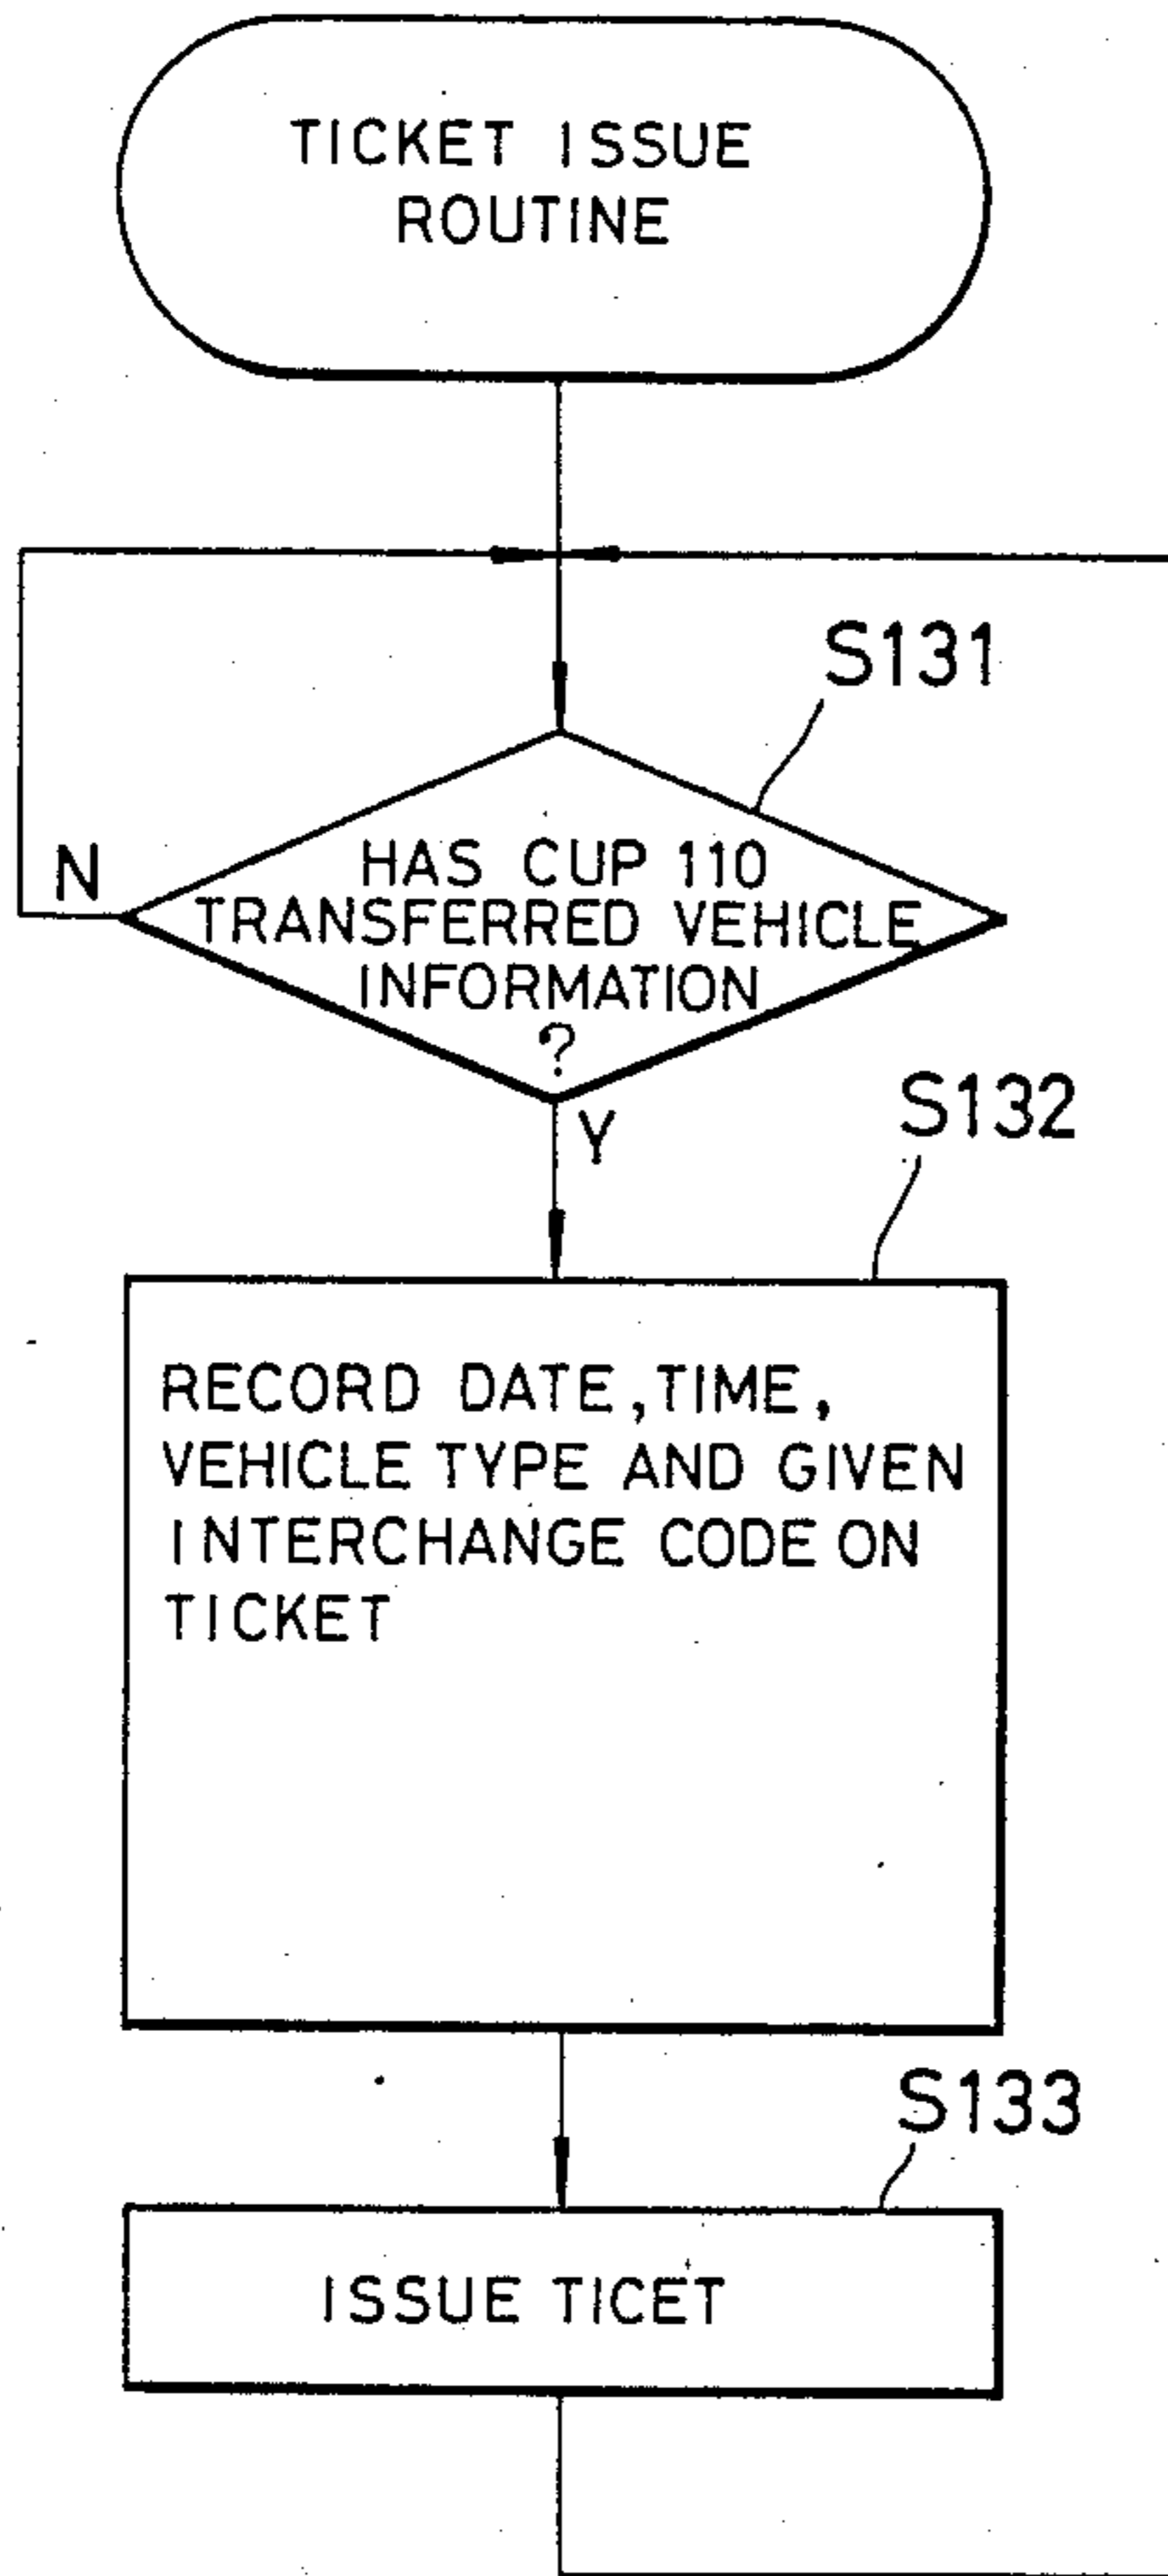 TICKET ISSUE
ROUTINE
S131
HAS CUP 110
N
TRANSFERRED VEHICLE
INFORMATION
?
Y
S132
RECORD DATE, TIME,
VEHICLE TYPE AND GIVEN
INTERCHANGE CODE ON
TICKET
S133
ISSUE TICET